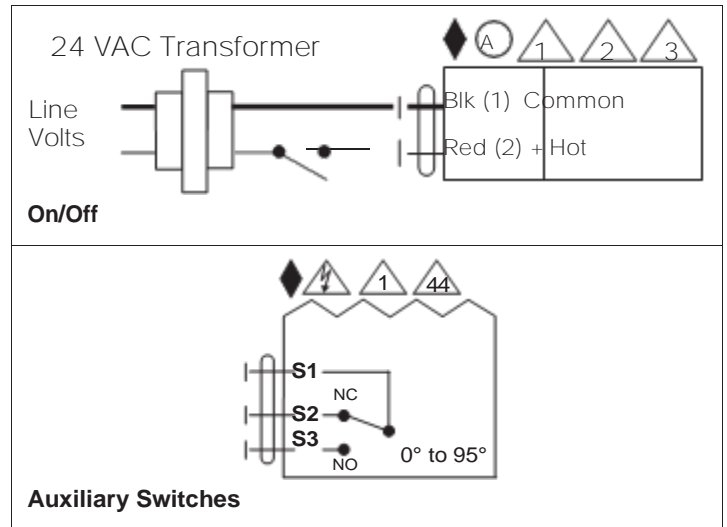 24 VAC Transformer
A 1 2 3
Line
Volts
Blk (1) Common
Red (2) + Hot
On/Off
1 44
S1
NC
S2
S3
NO
0° to 95°
Auxiliary Switches